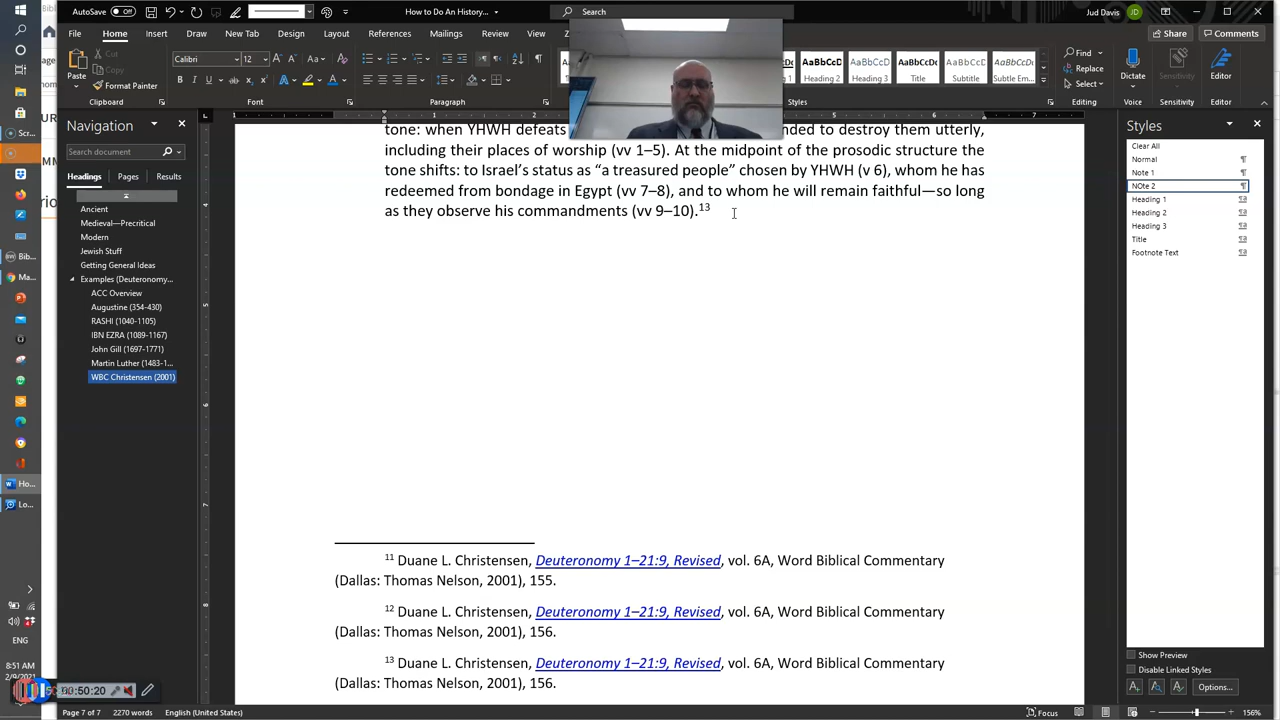 AutoSave Off How to Do An History... Search Jud Davis JD
File Home Insert Draw Design Layout References Mailings Share Comments
Paste Cut Copy Format Painter Calibri 12 Heading 2 Heading 3 Title Subtitle Subtle Em... Find Replace Select Dictate Sensitivity Editor
Clipboard Font Paragraph Styles Editing Voice Sensitivity Editor
Navigation
Search document
Headings Pages Results
Ancient
Medieval—Precritical
Modern
Jewish Stuff
Getting General Ideas
Examples (Deuteronomy...
ACC Overview
Augustine (354-430)
RASHI (1040-1105)
IBN EZRA (1089-1167)
John Gill (1697-1771)
Martin Luther (1483-1...
WBC Christensen (2001)
tone: when YHWH defeats
nded to destroy them utterly,
including their places of worship (vv 1–5). At the midpoint of the prosodic structure the
tone shifts: to Israel’s status as “a treasured people” chosen by YHWH (v 6), whom he has
redeemed from bondage in Egypt (vv 7–8), and to whom he will remain faithful—so long
as they observe his commandments (vv 9–10).13
11 Duane L. Christensen, Deuteronomy 1–21:9, Revised, vol. 6A, Word Biblical Commentary
(Dallas: Thomas Nelson, 2001), 155.
12 Duane L. Christensen, Deuteronomy 1–21:9, Revised, vol. 6A, Word Biblical Commentary
(Dallas: Thomas Nelson, 2001), 156.
13 Duane L. Christensen, Deuteronomy 1–21:9, Revised, vol. 6A, Word Biblical Commentary
(Dallas: Thomas Nelson, 2001), 156.
Styles
Clear All
Normal
Note 1
NOte 2
Heading 1
Heading 2
Heading 3
Title
Footnote Text
Show Preview
Disable Linked Styles
Options...
ENG
8:51 AM
2/9/2021
00:50:20
Page 7 of 7 2270 words English (United States) Focus 156%